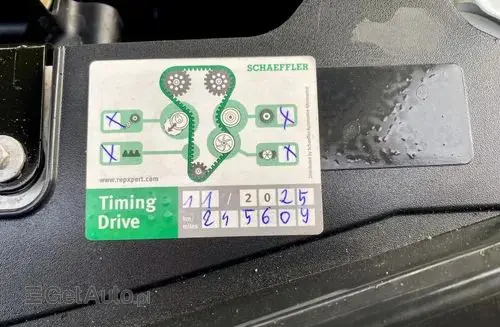 SCHAEFFLER
X X
X X
www.repxpert.com
Timing 11/2025
Drive km/miles 245609
GetAuto.pl